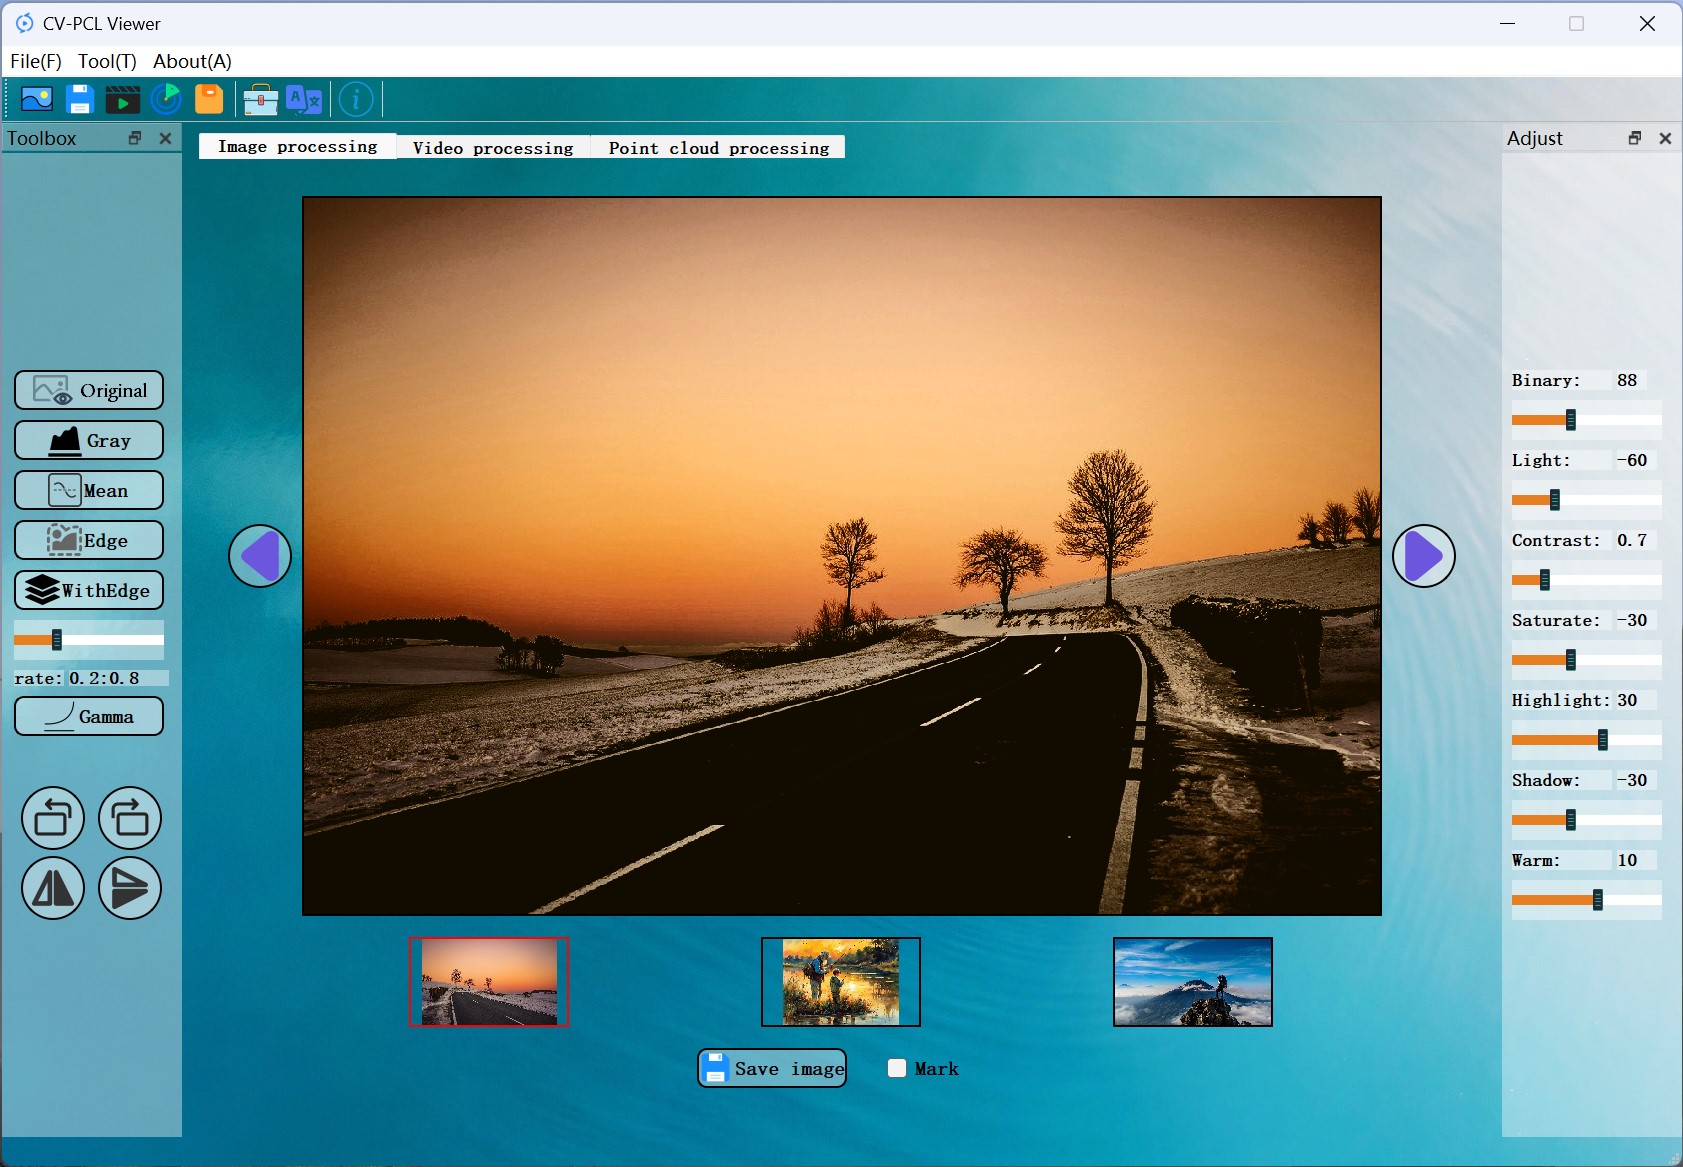 CV-PCL Viewer
File(F) Tool(T) About(A)
Toolbox
Image processing
Video processing
Point cloud processing
Adjust
Original
Gray
Mean
Edge
WithEdge
rate: 0.2:0.8
Gamma
Binary: 88
Light: -60
Contrast: 0.7
Saturate: -30
Highlight: 30
Shadow: -30
Warm: 10
Save image
Mark